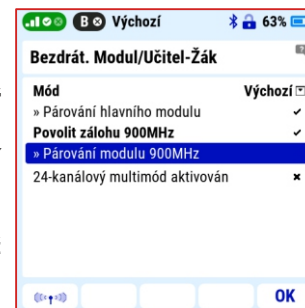 B Výchozí 63%
Bezdrát. Modul/Učitel-Žák
Mód Výchozí
» Párování hlavního modulu
Povolit zálohu 900MHz
» Párování modulu 900MHz
24-kanálový multimód aktivován
OK